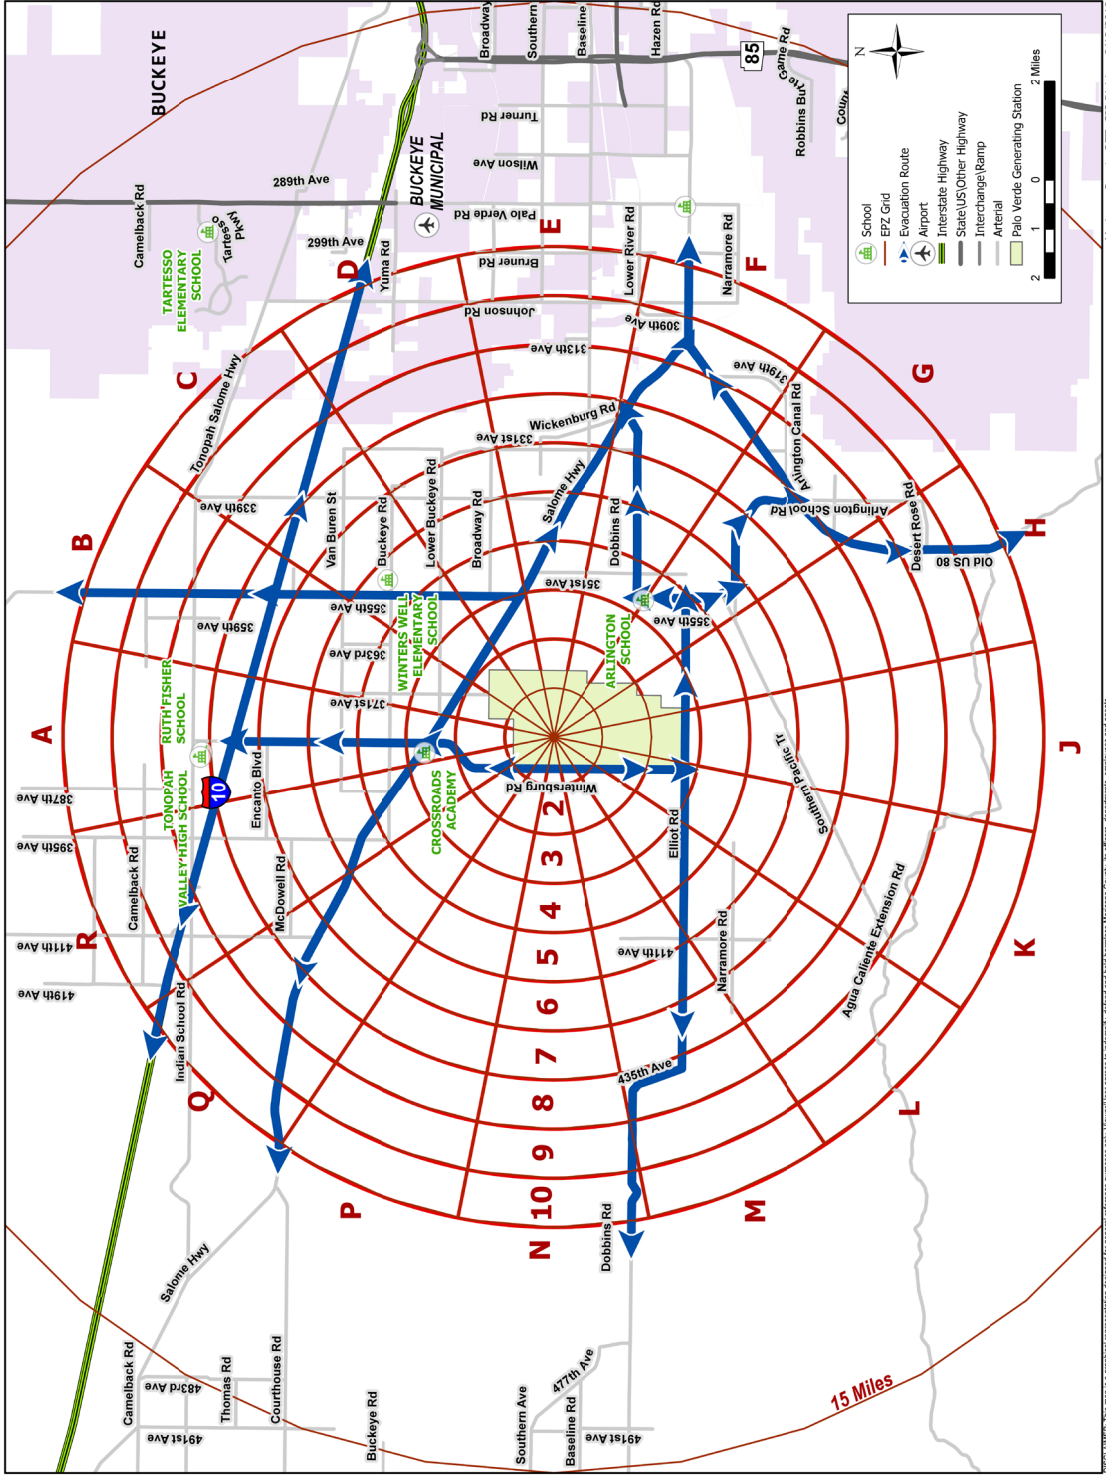 BUCKEYE
Camelback Rd
289th Ave
TARTESSO
ELEMENTARY
SCHOOL
Tartesso
Pkwy
299th Ave
Yuma Rd
BUCKEYE
MUNICIPAL
Broadway
Southern
Baseline
Hazen Rd
Turner Rd
Wilson Ave
Palo Verde Rd
Bruner Rd
Johnson Rd
Lower River Rd
Narramore Rd
309th Ave
313th Ave
319th Ave
85
Robbins Butte Game Rd
N
School
EPZ Grid
Evacuation Route
Airport
Interstate Highway
State\US\Other Highway
Interchange\Ramp
Arterial
Palo Verde Generating Station
2 1 0 2 Miles
A
B
C
D
E
F
G
H
J
K
L
M
N
P
Q
R
Tonopah Salome Hwy
339th Ave
Van Buren St
Buckeye Rd
Lower Buckeye Rd
Broadway Rd
331st Ave
Wickenburg Rd
Salome Hwy
Dobbins Rd
Arlington Canal Rd
Arlington School Rd
Desert Rose Rd
Old US 80
351st Ave
355th Ave
355th Ave
359th Ave
363rd Ave
371st Ave
WINTERS WELL
ELEMENTARY
SCHOOL
ARLINGTON
SCHOOL
RUTH FISHER
SCHOOL
TONOPAH
VALLEY HIGH SCHOOL
CROSSROADS
ACADEMY
10
Encanto Blvd
387th Ave
395th Ave
Camelback Rd
McDowell Rd
411th Ave
419th Ave
Indian School Rd
Wintersburg Rd
Elliot Rd
Southern Pacific Tr
Narramore Rd
411th Ave
Agua Caliente Extension Rd
435th Ave
2
3
4
5
6
7
8
9
10
Dobbins Rd
Salome Hwy
Camelback Rd
483rd Ave
Thomas Rd
Courthouse Rd
491st Ave
Buckeye Rd
Southern Ave
477th Ave
Baseline Rd
491st Ave
15 Miles